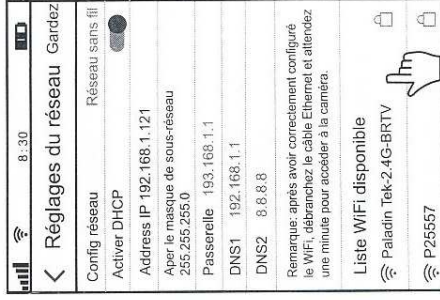 8:30
Réglages du réseau Gardez
Config réseau Réseau sans fil
Activer DHCP
Address IP 192.168.1.121
Aper le masque de sous-réseau
255.255.255.0
Passerelle 193.168.1.1
DNS1 192.168.1.1
DNS2 8.8.8.8
Remarque: après avoir correctement configuré
le WiFi, débranchez le câble Ethernet et attendez
une minute pour accéder à la caméra.
Liste WiFi disponible
Paladin Tek-2.4G-BRTV
P25557